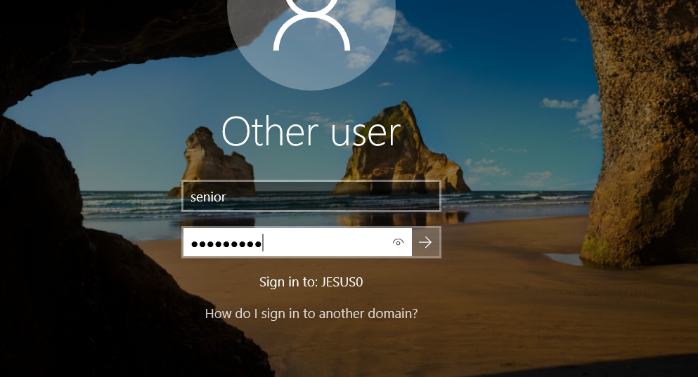 Other user
senior
●●●●●●●●●
Sign in to: JESUS0
How do I sign in to another domain?